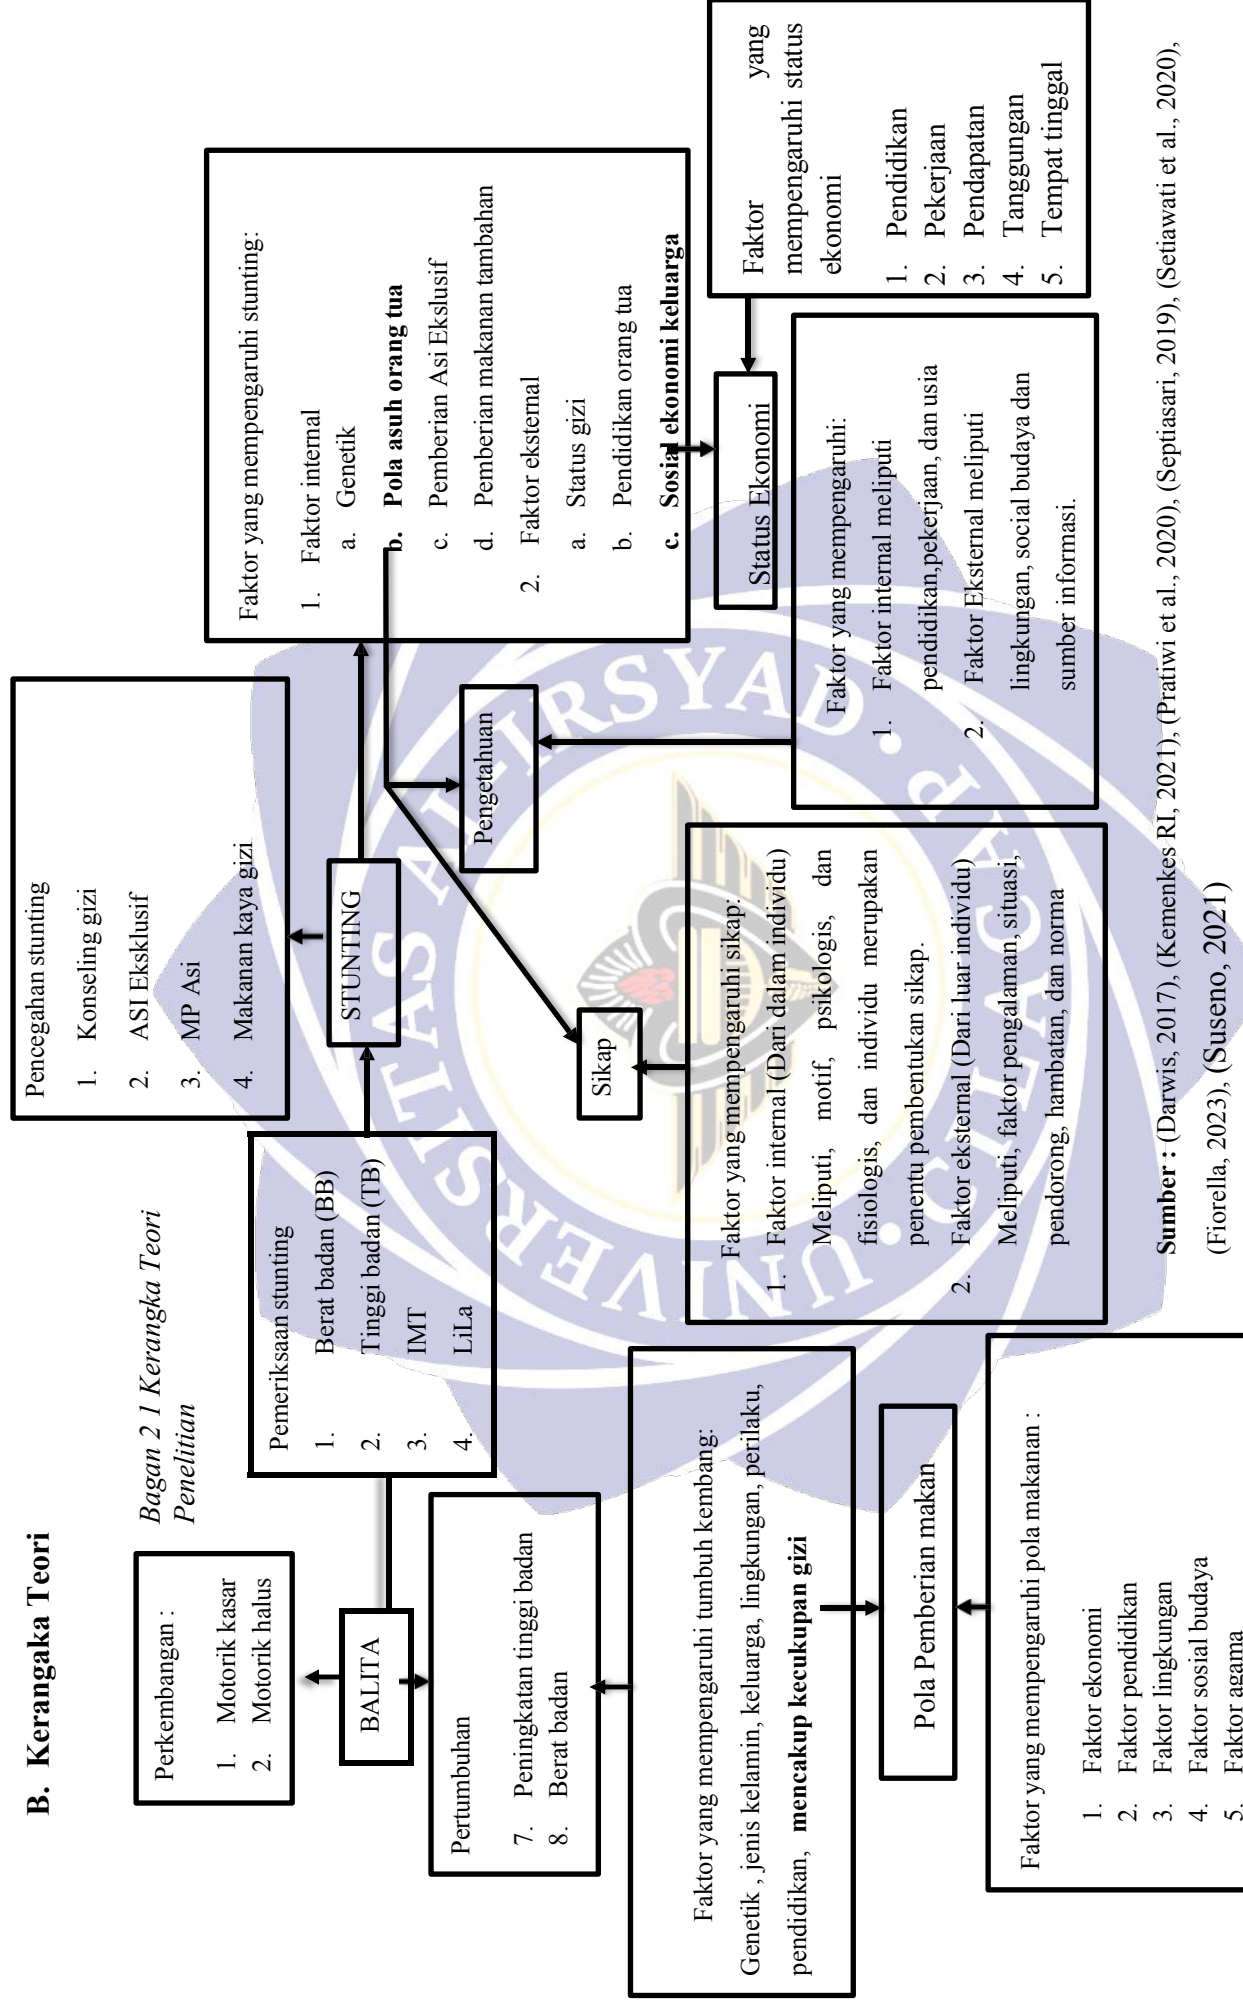 B. Kerangaka Teori
Bagan 2 1 Kerangka Teori
Penelitian
Perkembangan :
1. Motorik kasar
2. Motorik halus
BALITA
Pertumbuhan
7. Peningkatan tinggi badan
8. Berat badan
Faktor yang mempengaruhi tumbuh kembang:
Genetik , jenis kelamin, keluarga, lingkungan, perilaku,
pendidikan, mencakup kecukupan gizi
Pola Pemberian makan
Faktor yang mempengaruhi pola makanan :
1. Faktor ekonomi
2. Faktor pendidikan
3. Faktor lingkungan
4. Faktor sosial budaya
5. Faktor agama
Pemeriksaan stunting
1. Berat badan (BB)
2. Tinggi badan (TB)
3. IMT
4. LiLa
Pencegahan stunting
1. Konseling gizi
2. ASI Eksklusif
3. MP Asi
4. Makanan kaya gizi
STUNTING
Sikap
Pengetahuan
Faktor yang mempengaruhi sikap:
1. Faktor internal (Dari dalam individu)
Meliputi, motif, psikologis, dan
fisiologis, dan individu merupakan
penentu pembentukan sikap.
2. Faktor eksternal (Dari luar individu)
Meliputi, faktor pengalaman, situasi,
pendorong, hambatan, dan norma
Faktor yang mempengaruhi stunting:
1. Faktor internal
a. Genetik
b. Pola asuh orang tua
c. Pemberian Asi Ekslusif
d. Pemberian makanan tambahan
2. Faktor eksternal
a. Status gizi
b. Pendidikan orang tua
c. Sosial ekonomi keluarga
Status Ekonomi
Faktor yang mempengaruhi:
1. Faktor internal meliputi
pendidikan,pekerjaan, dan usia
2. Faktor Eksternal meliputi
lingkungan, social budaya dan
sumber informasi.
Faktor yang
mempengaruhi status
ekonomi
1. Pendidikan
2. Pekerjaan
3. Pendapatan
4. Tanggungan
5. Tempat tinggal
Sumber : (Darwis, 2017), (Kemenkes RI, 2021), (Pratiwi et al., 2020), (Septiasari, 2019), (Setiawati et al., 2020),
(Fiorella, 2023), (Suseno, 2021)
UNIVERSITAS AL-IRSYAD CILACAP